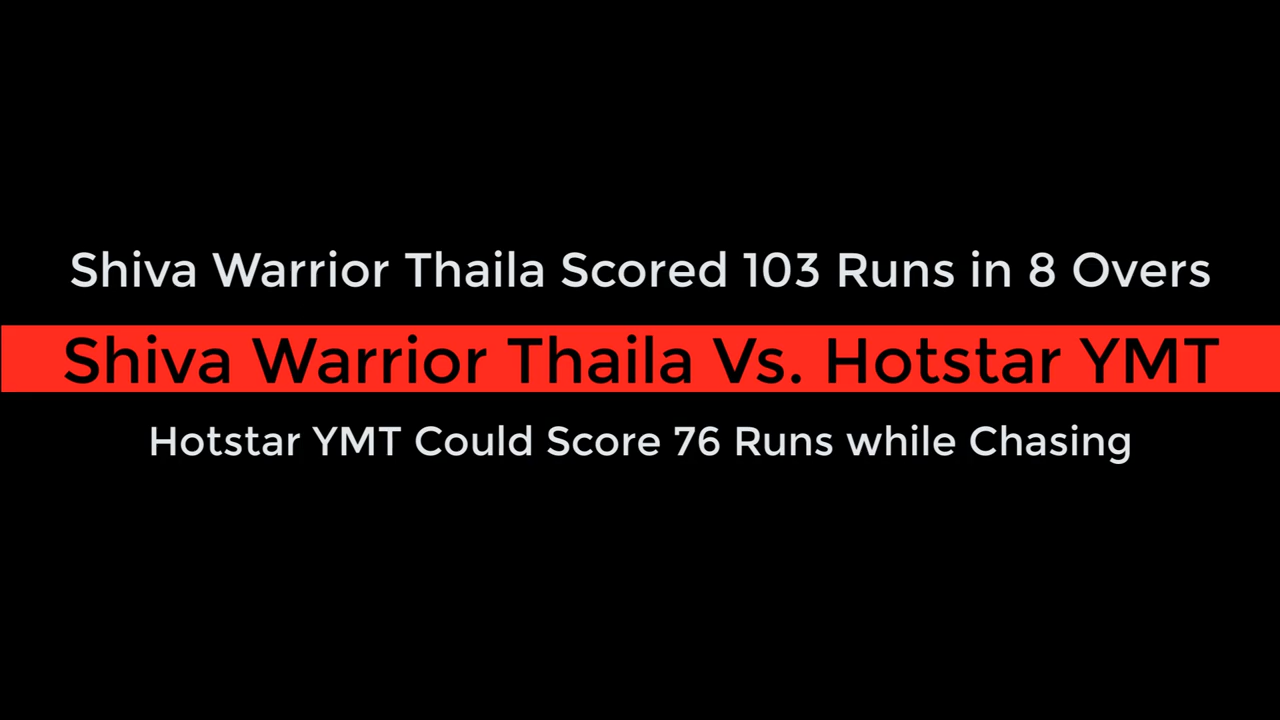 Shiva Warrior Thaila Scored 103 Runs in 8 Overs
Shiva Warrior Thaila Vs. Hotstar YMT
Hotstar YMT Could Score 76 Runs while Chasing